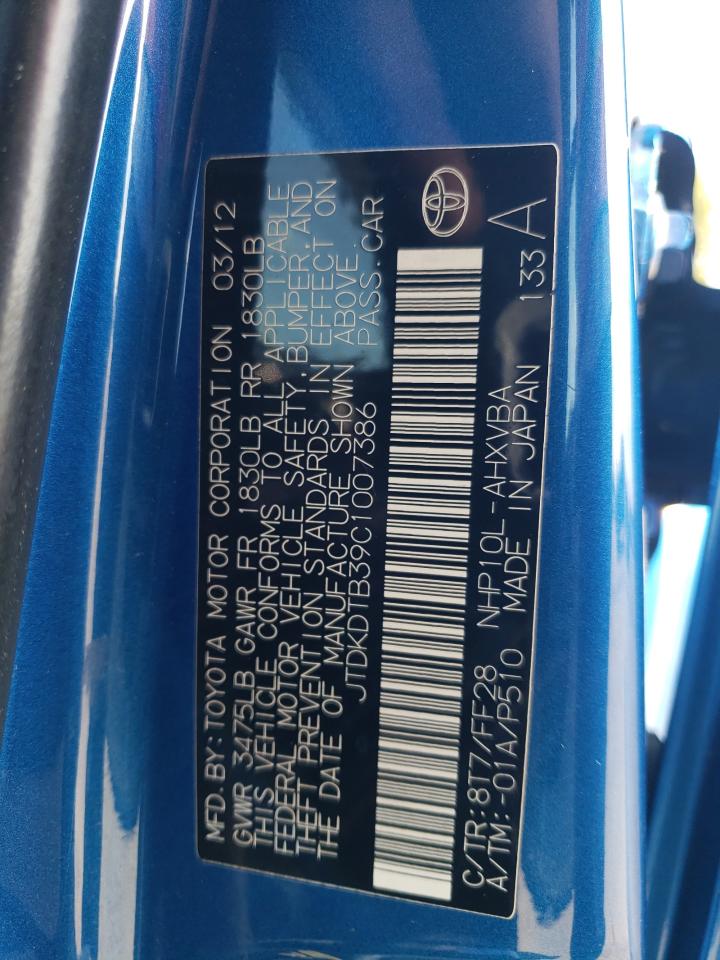 MFD. BY: TOYOTA MOTOR CORPORATION 03/12
GVWR 3475LB GAWR FR 1830LB RR 1830LB
THIS VEHICLE CONFORMS TO ALL APPLICABLE
FEDERAL MOTOR VEHICLE SAFETY, BUMPER, AND
THEFT PREVENTION STANDARDS IN EFFECT ON
THE DATE OF MANUFACTURE SHOWN ABOVE.
JTDKDTB39C1007386 PASS. CAR
C/TR: 8T7/FF28 NHP10L-AHXVBA 133 A
A/TM: -01A/P510 MADE IN JAPAN